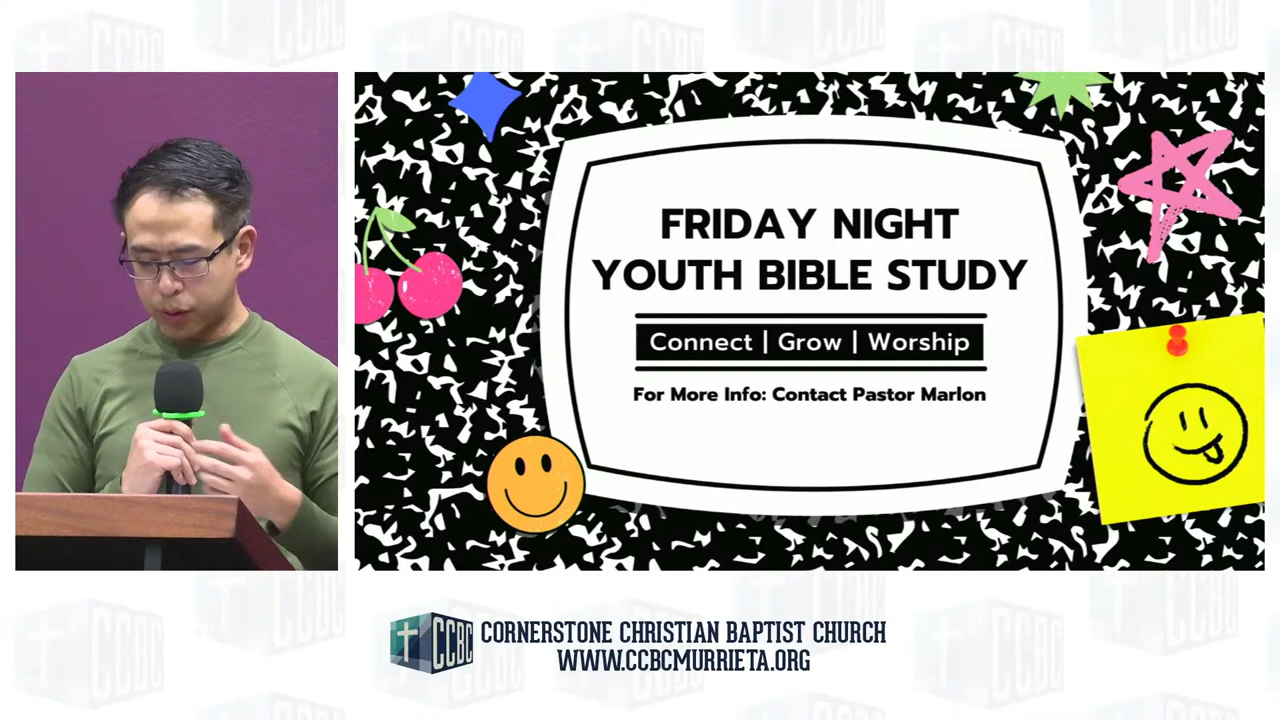 FRIDAY NIGHT
YOUTH BIBLE STUDY
Connect | Grow | Worship
For More Info: Contact Pastor Marlon
CCBC
CORNERSTONE CHRISTIAN BAPTIST CHURCH
WWW.CCBCMURRIETA.ORG